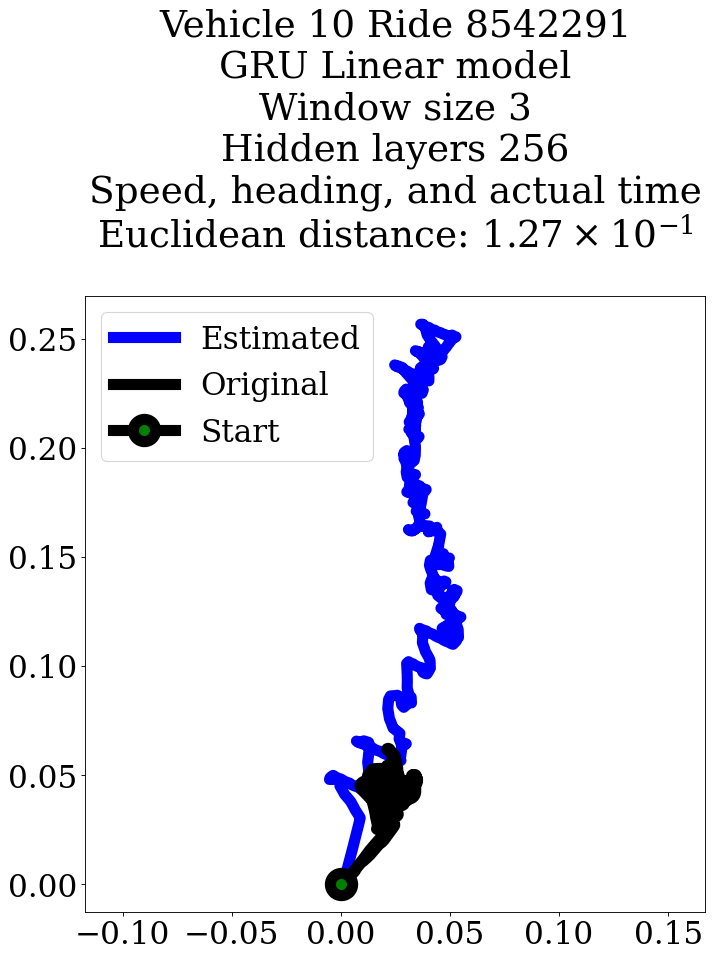 Vehicle 10 Ride 8542291
GRU Linear model
Window size 3
Hidden layers 256
Speed, heading, and actual time
Euclidean distance: 1.27 × 10⁻¹
Estimated
Original
Start
0.25
0.20
0.15
0.10
0.05
0.00
−0.10 −0.05 0.00 0.05 0.10 0.15